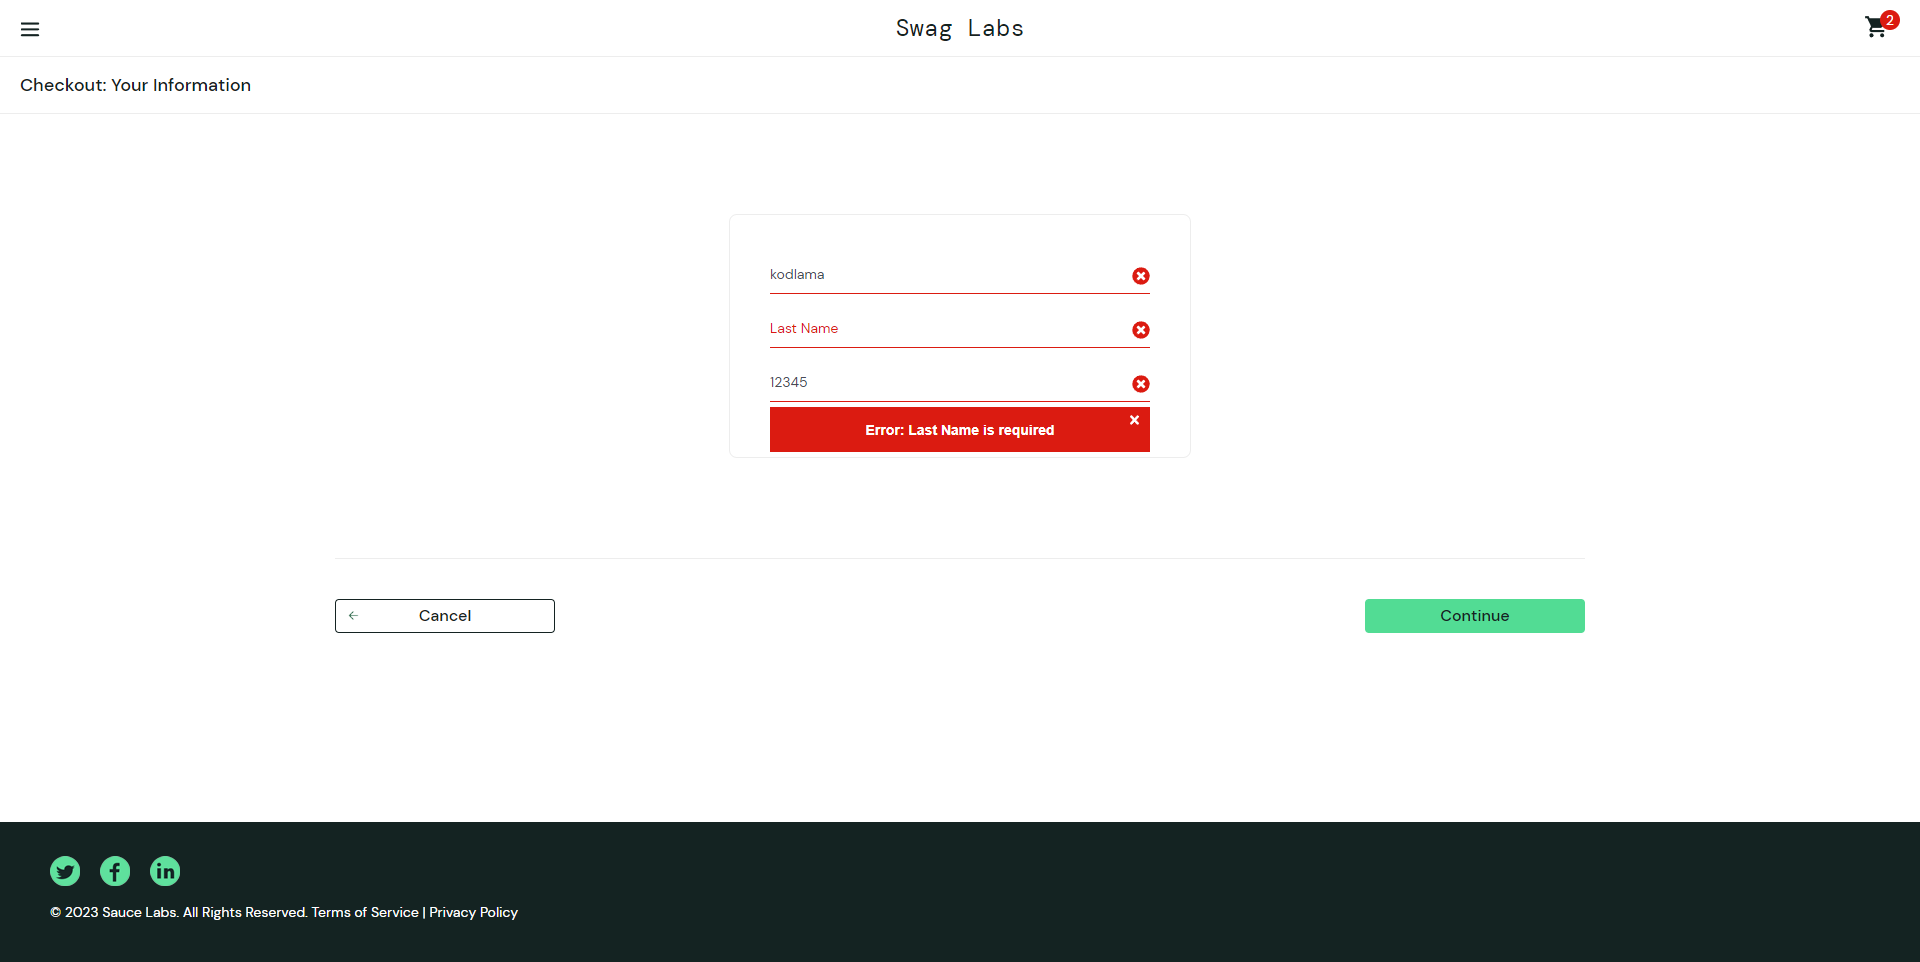 Swag Labs
2
Checkout: Your Information
kodlama
Last Name
12345
Error: Last Name is required
Cancel
Continue
© 2023 Sauce Labs. All Rights Reserved. Terms of Service | Privacy Policy